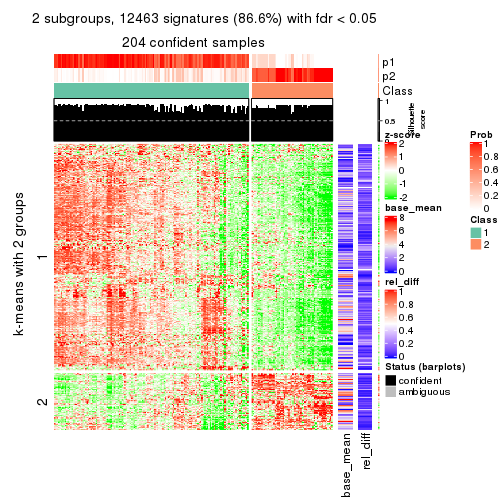 2 subgroups, 12463 signatures (86.6%) with fdr < 0.05
204 confident samples
p1
p2
Class
1
0.5
0
Silhouette
score
k-means with 2 groups
1
2
base_mean
rel_diff
z-score
2
1
0
-1
-2
base_mean
8
6
4
2
0
rel_diff
1
0.8
0.6
0.4
0.2
0
Status (barplots)
confident
ambiguous
Prob
1
0.8
0.6
0.4
0.2
0
Class
1
2